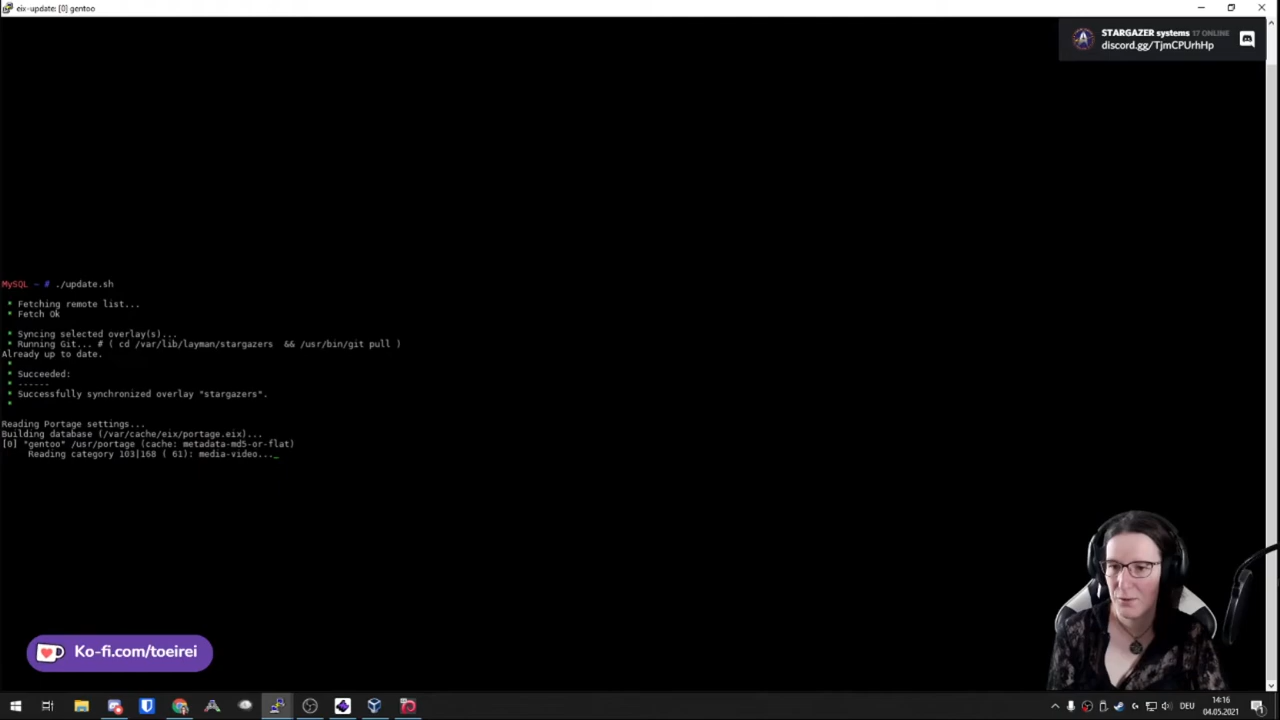 eix-update: [0] gentoo
STARGAZER systems 17 ONLINE
discord.gg/TjmCPUrhHp
MySQL ~ # ./update.sh
* Fetching remote list...
* Fetch Ok
* Syncing selected overlay(s)...
* Running Git... # ( cd /var/lib/layman/stargazers  && /usr/bin/git pull )
Already up to date.
*
* Succeeded:
* ------
* Successfully synchronized overlay "stargazers".
*
Reading Portage settings...
Building database (/var/cache/eix/portage.eix)...
[0] "gentoo" /usr/portage (cache: metadata-md5-or-flat)
Reading category 103|168 ( 61): media-video..._
Ko-fi.com/toeirei
DEU
14:16
04.05.2021